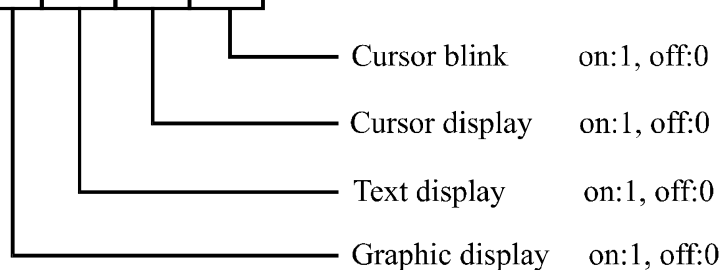 Cursor blink on:1, off:0
Cursor display on:1, off:0
Text display on:1, off:0
Graphic display on:1, off:0